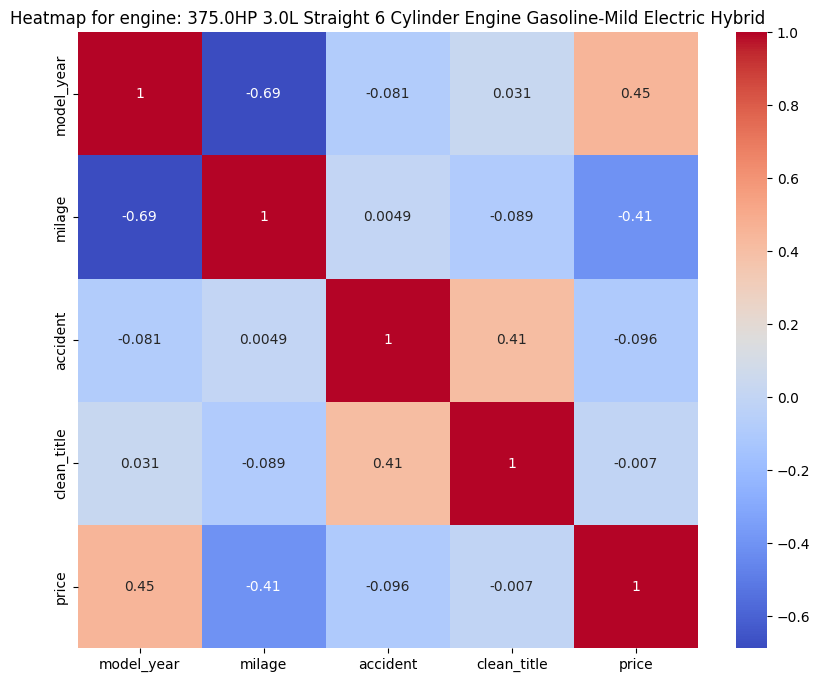 Heatmap for engine: 375.0HP 3.0L Straight 6 Cylinder Engine Gasoline-Mild Electric Hybrid
model_year 1 -0.69 -0.081 0.031 0.45
milage -0.69 1 0.0049 -0.089 -0.41
accident -0.081 0.0049 1 0.41 -0.096
clean_title 0.031 -0.089 0.41 1 -0.007
price 0.45 -0.41 -0.096 -0.007 1
model_year milage accident clean_title price
1.0
0.8
0.6
0.4
0.2
0.0
−0.2
−0.4
−0.6